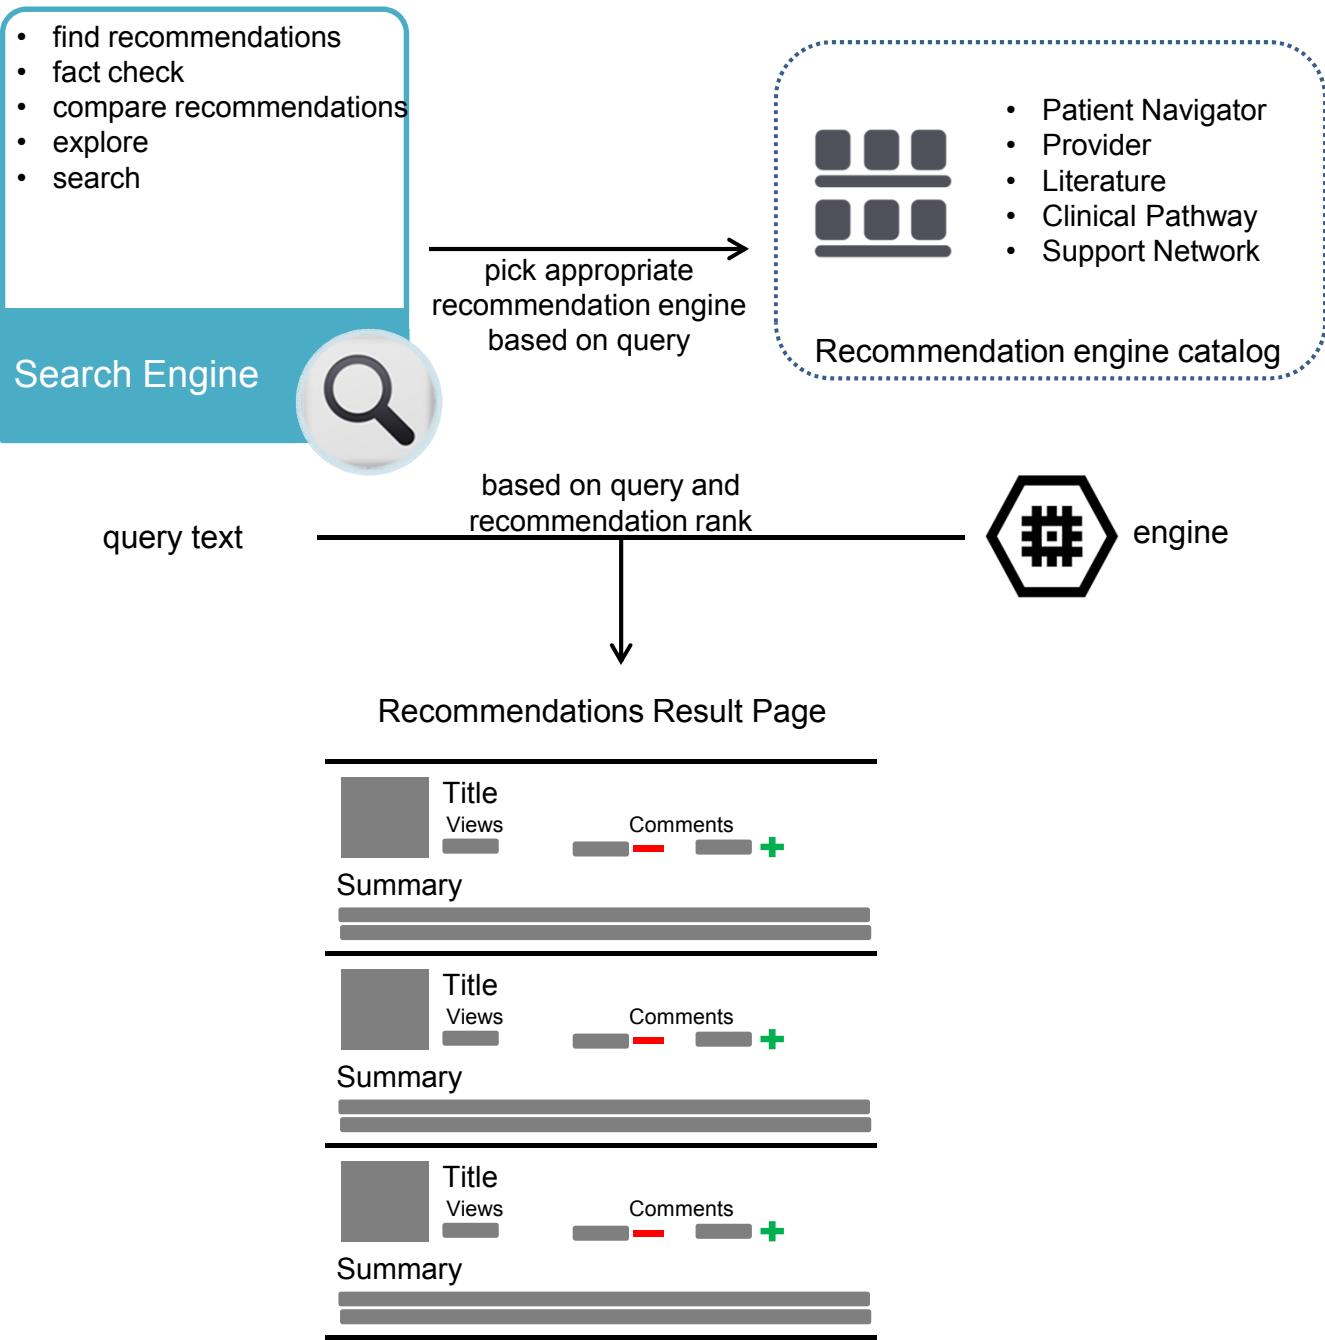 • find recommendations
• fact check
• compare recommendations
• explore
• search
Search Engine
pick appropriate
recommendation engine
based on query
• Patient Navigator
• Provider
• Literature
• Clinical Pathway
• Support Network
Recommendation engine catalog
query text
based on query and
recommendation rank
engine
Recommendations Result Page
Title
Views Comments
Summary
Title
Views Comments
Summary
Title
Views Comments
Summary